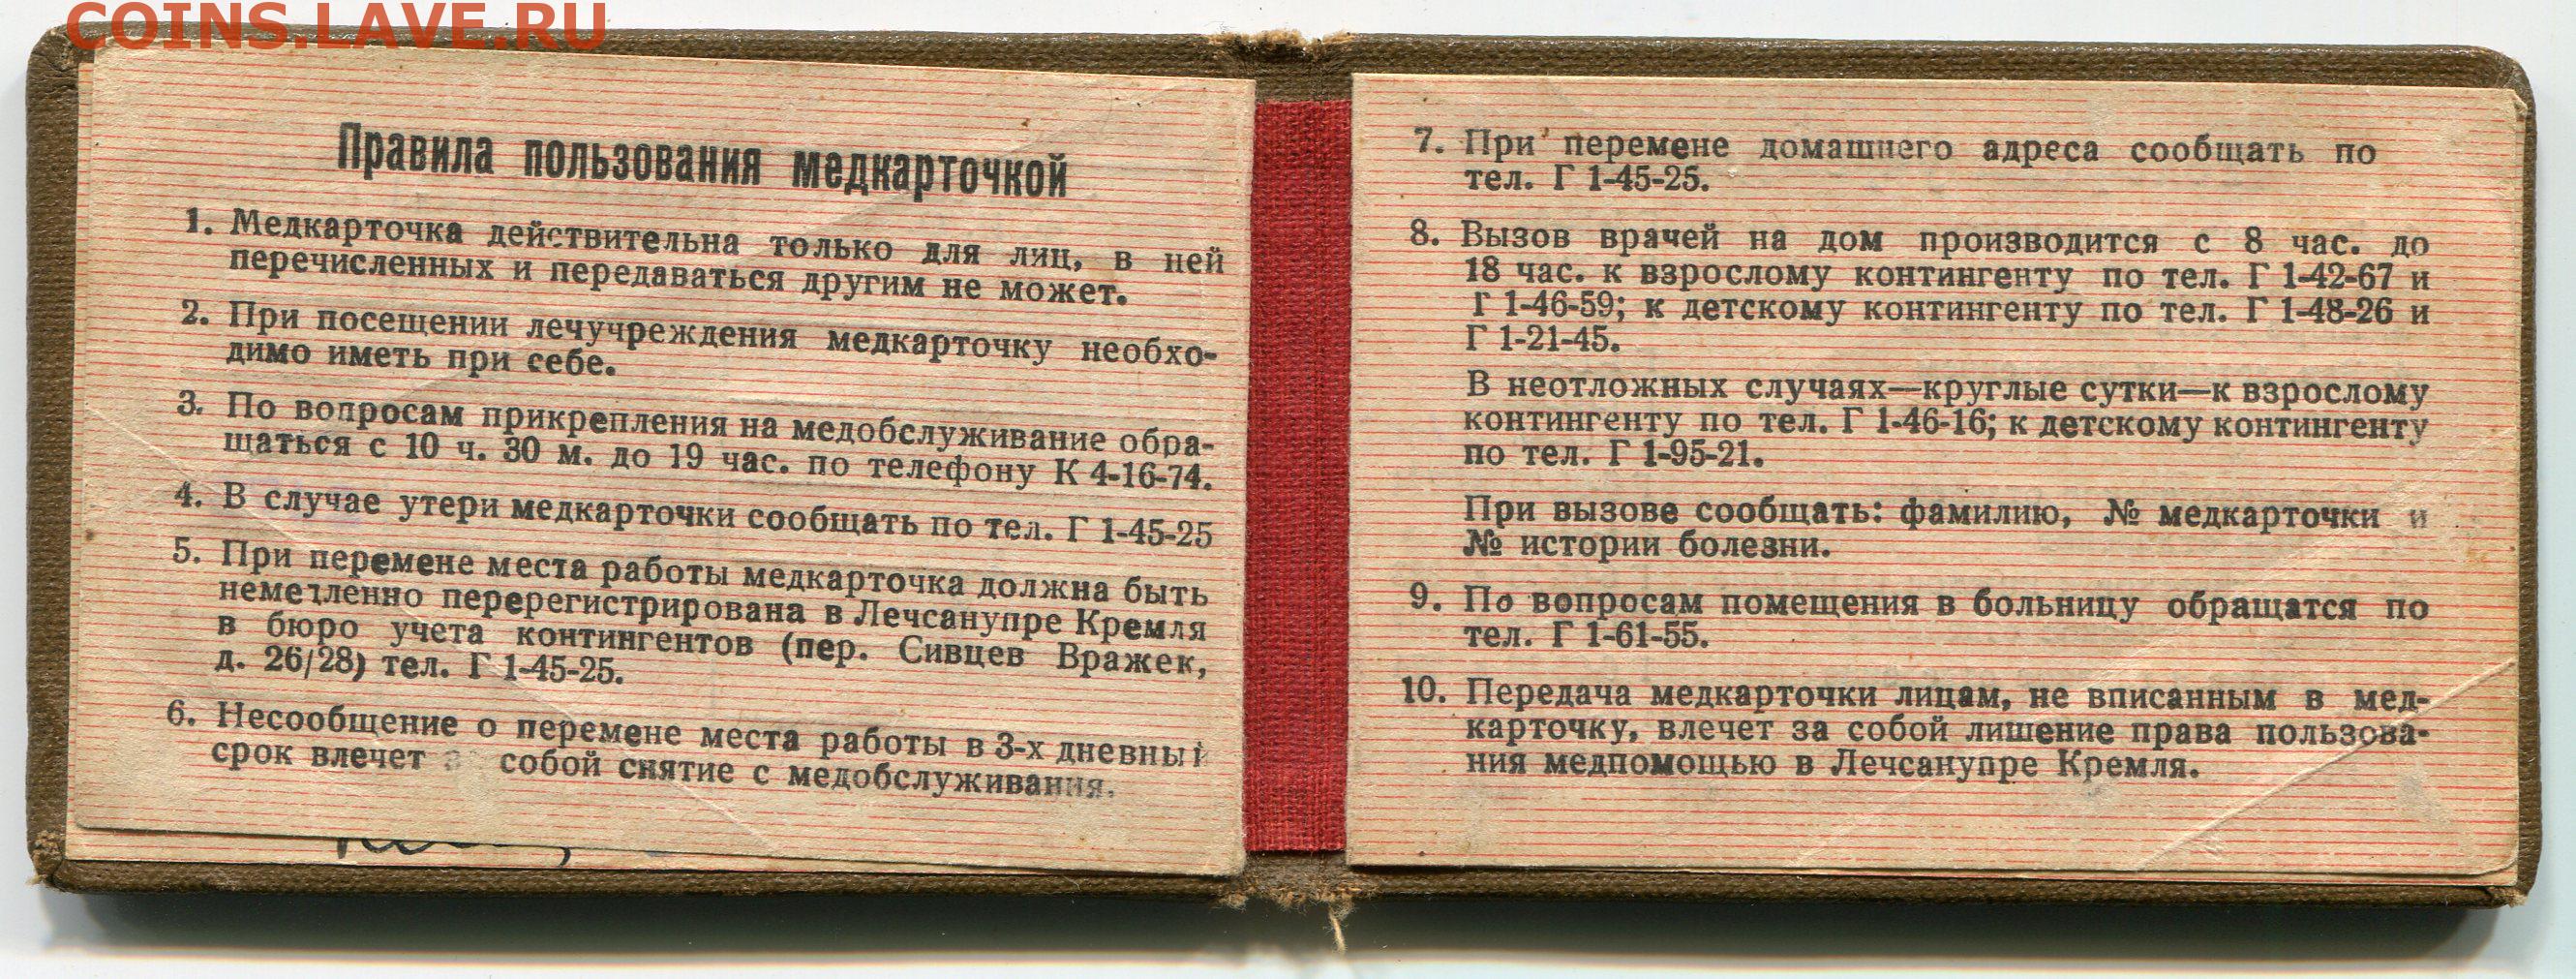 COINS.LAVE.RU
Правила пользования медкарточкой
1. Медкарточка действительна только для лиц, в ней
перечисленных и передаваться другим не может.
2. При посещении лечучреждения медкарточку необхо-
димо иметь при себе.
3. По вопросам прикрепления на медобслуживание обра-
щаться с 10 ч. 30 м. до 19 час. по телефону К 4-16-74.
4. В случае утери медкарточки сообщать по тел. Г 1-45-25
5. При перемене места работы медкарточка должна быть
немедленно перерегистрирована в Лечсанупре Кремля
в бюро учета контингентов (пер. Сивцев Вражек,
д. 26/28) тел. Г 1-45-25.
6. Несообщение о перемене места работы в 3-х дневный
срок влечет за собой снятие с медобслуживания.
7. При перемене домашнего адреса сообщать по
тел. Г 1-45-25.
8. Вызов врачей на дом производится с 8 час. до
18 час. к взрослому контингенту по тел. Г 1-42-67 и
Г 1-46-59; к детскому контингенту по тел. Г 1-48-26 и
Г 1-21-45.
В неотложных случаях—круглые сутки—к взрослому
контингенту по тел. Г 1-46-16; к детскому контингенту
по тел. Г 1-95-21.
При вызове сообщать: фамилию, № медкарточки и
№ истории болезни.
9. По вопросам помещения в больницу обращатся по
тел. Г 1-61-55.
10. Передача медкарточки лицам, не вписанным в мед-
карточку, влечет за собой лишение права пользова-
ния медпомощью в Лечсанупре Кремля.